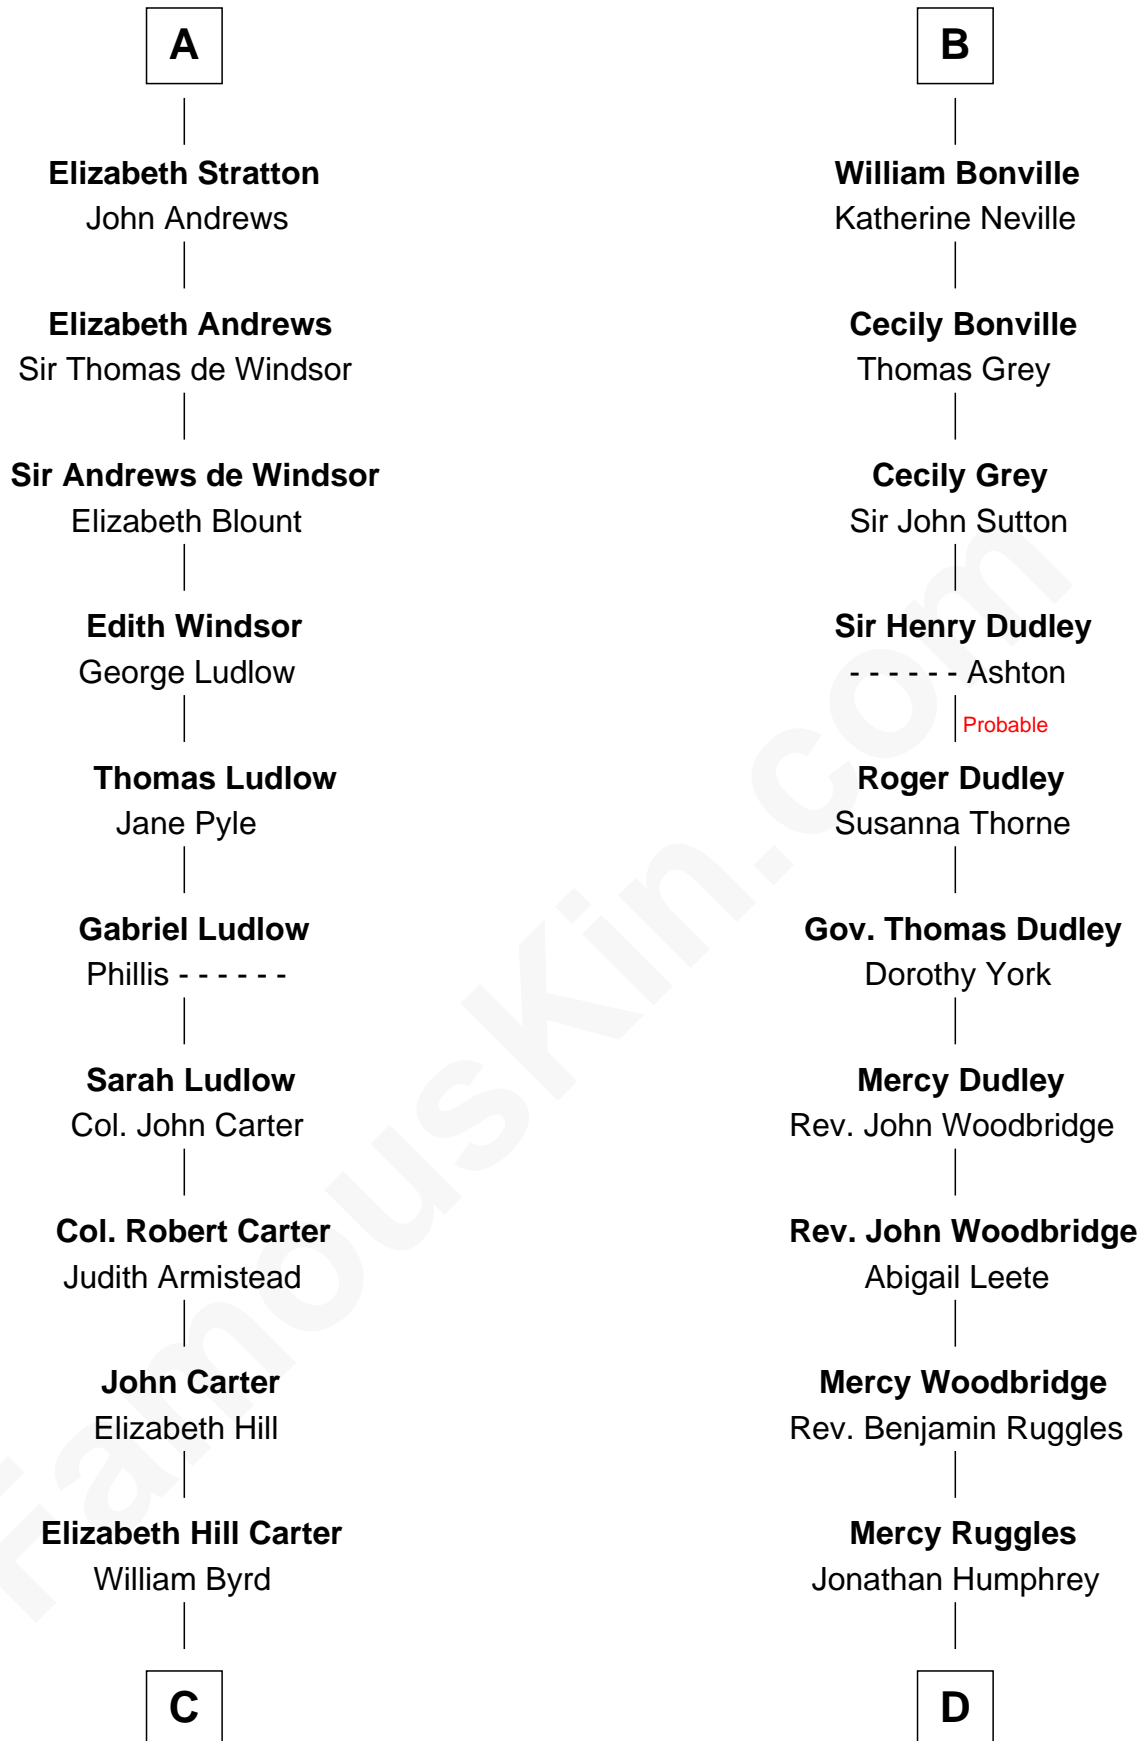 A
Elizabeth Stratton
John Andrews
Elizabeth Andrews
Sir Thomas de Windsor
Sir Andrews de Windsor
Elizabeth Blount
Edith Windsor
George Ludlow
Thomas Ludlow
Jane Pyle
Gabriel Ludlow
Phillis - - - - - -
Sarah Ludlow
Col. John Carter
Col. Robert Carter
Judith Armistead
John Carter
Elizabeth Hill
Elizabeth Hill Carter
William Byrd
C
B
William Bonville
Katherine Neville
Cecily Bonville
Thomas Grey
Cecily Grey
Sir John Sutton
Sir Henry Dudley
- - - - - - Ashton
Probable
Roger Dudley
Susanna Thorne
Gov. Thomas Dudley
Dorothy York
Mercy Dudley
Rev. John Woodbridge
Rev. John Woodbridge
Abigail Leete
Mercy Woodbridge
Rev. Benjamin Ruggles
Mercy Ruggles
Jonathan Humphrey
D
FamousKin.com